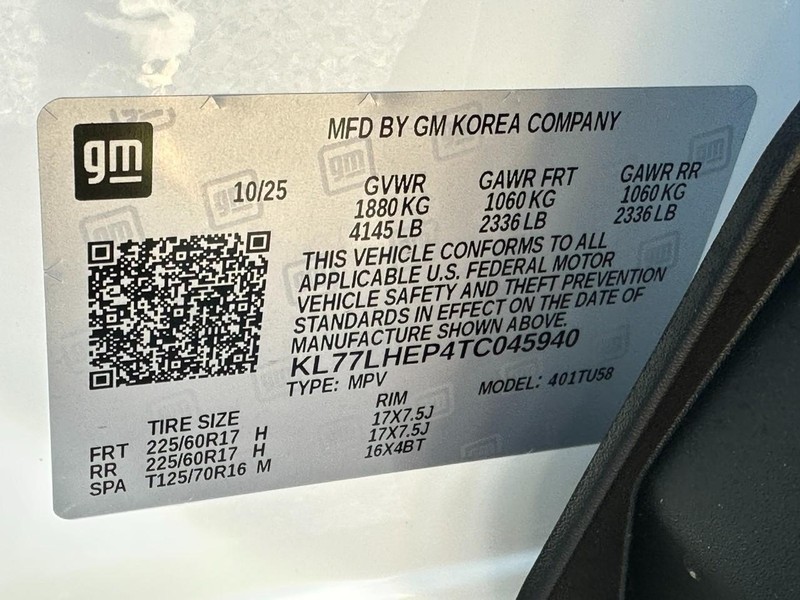 gm
MFD BY GM KOREA COMPANY
10/25
GVWR GAWR FRT GAWR RR
1880 KG 1060 KG 1060 KG
4145 LB 2336 LB 2336 LB
THIS VEHICLE CONFORMS TO ALL
APPLICABLE U.S. FEDERAL MOTOR
VEHICLE SAFETY AND THEFT PREVENTION
STANDARDS IN EFFECT ON THE DATE OF
MANUFACTURE SHOWN ABOVE.
KL77LHEP4TC045940
TYPE: MPV MODEL: 401TU58
TIRE SIZE RIM
FRT 225/60R17 H 17X7.5J
RR 225/60R17 H 17X7.5J
SPA T125/70R16 M 16X4BT